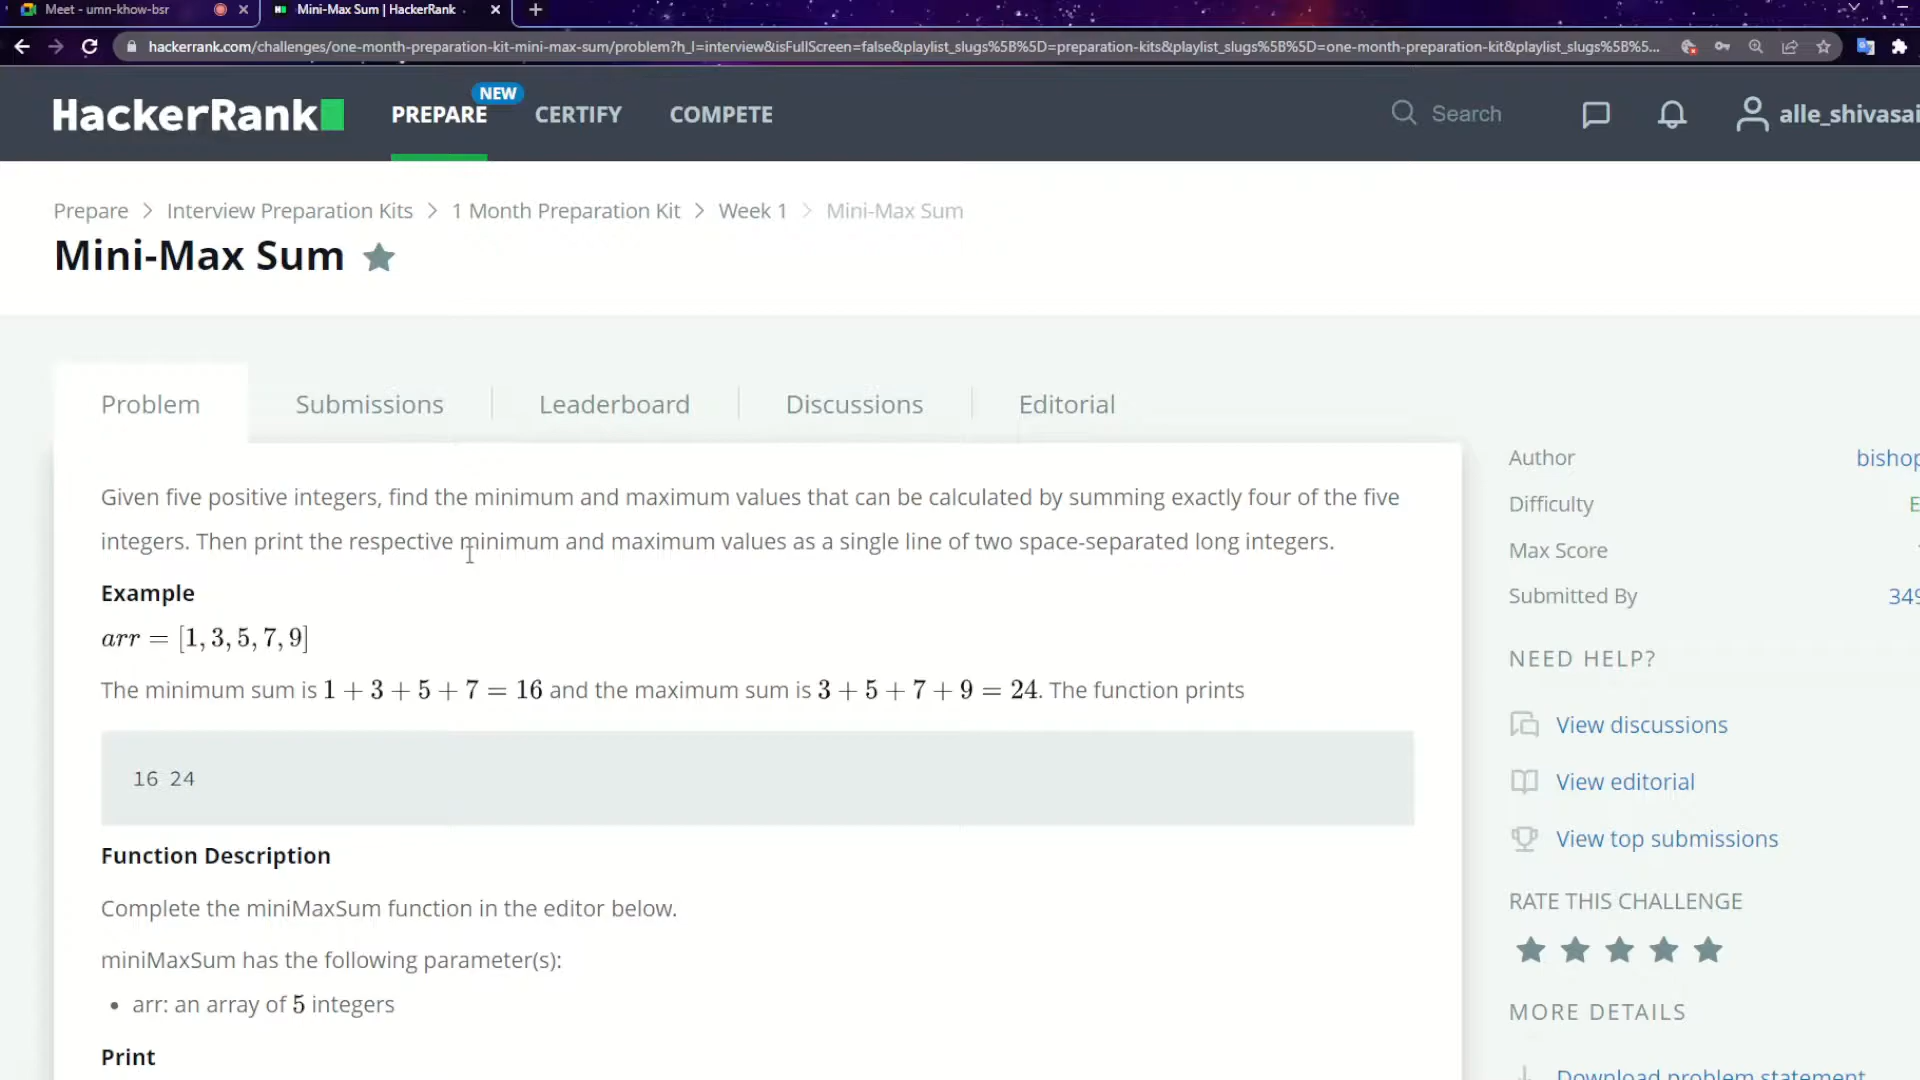 Meet - umn-khow-bsr
Mini-Max Sum | HackerRank
hackerrank.com/challenges/one-month-preparation-kit-mini-max-sum/problem?h_l=interview&isFullScreen=false&playlist_slugs%5B%5D=preparation-kits&playlist_slugs%5B%5D=one-month-preparation-kit&playlist_slugs%5B%5...
HackerRank
PREPARE
NEW
CERTIFY
COMPETE
Search
alle_shivasai
Prepare > Interview Preparation Kits > 1 Month Preparation Kit > Week 1 > Mini-Max Sum
Mini-Max Sum
Problem
Submissions
Leaderboard
Discussions
Editorial
Given five positive integers, find the minimum and maximum values that can be calculated by summing exactly four of the five
integers. Then print the respective minimum and maximum values as a single line of two space-separated long integers.
Example
arr = [1, 3, 5, 7, 9]
The minimum sum is 1 + 3 + 5 + 7 = 16 and the maximum sum is 3 + 5 + 7 + 9 = 24. The function prints
16 24
Function Description
Complete the miniMaxSum function in the editor below.
miniMaxSum has the following parameter(s):
• arr: an array of 5 integers
Print
Author bishop
Difficulty E
Max Score
Submitted By 349
NEED HELP?
View discussions
View editorial
View top submissions
RATE THIS CHALLENGE
MORE DETAILS
Download problem statement